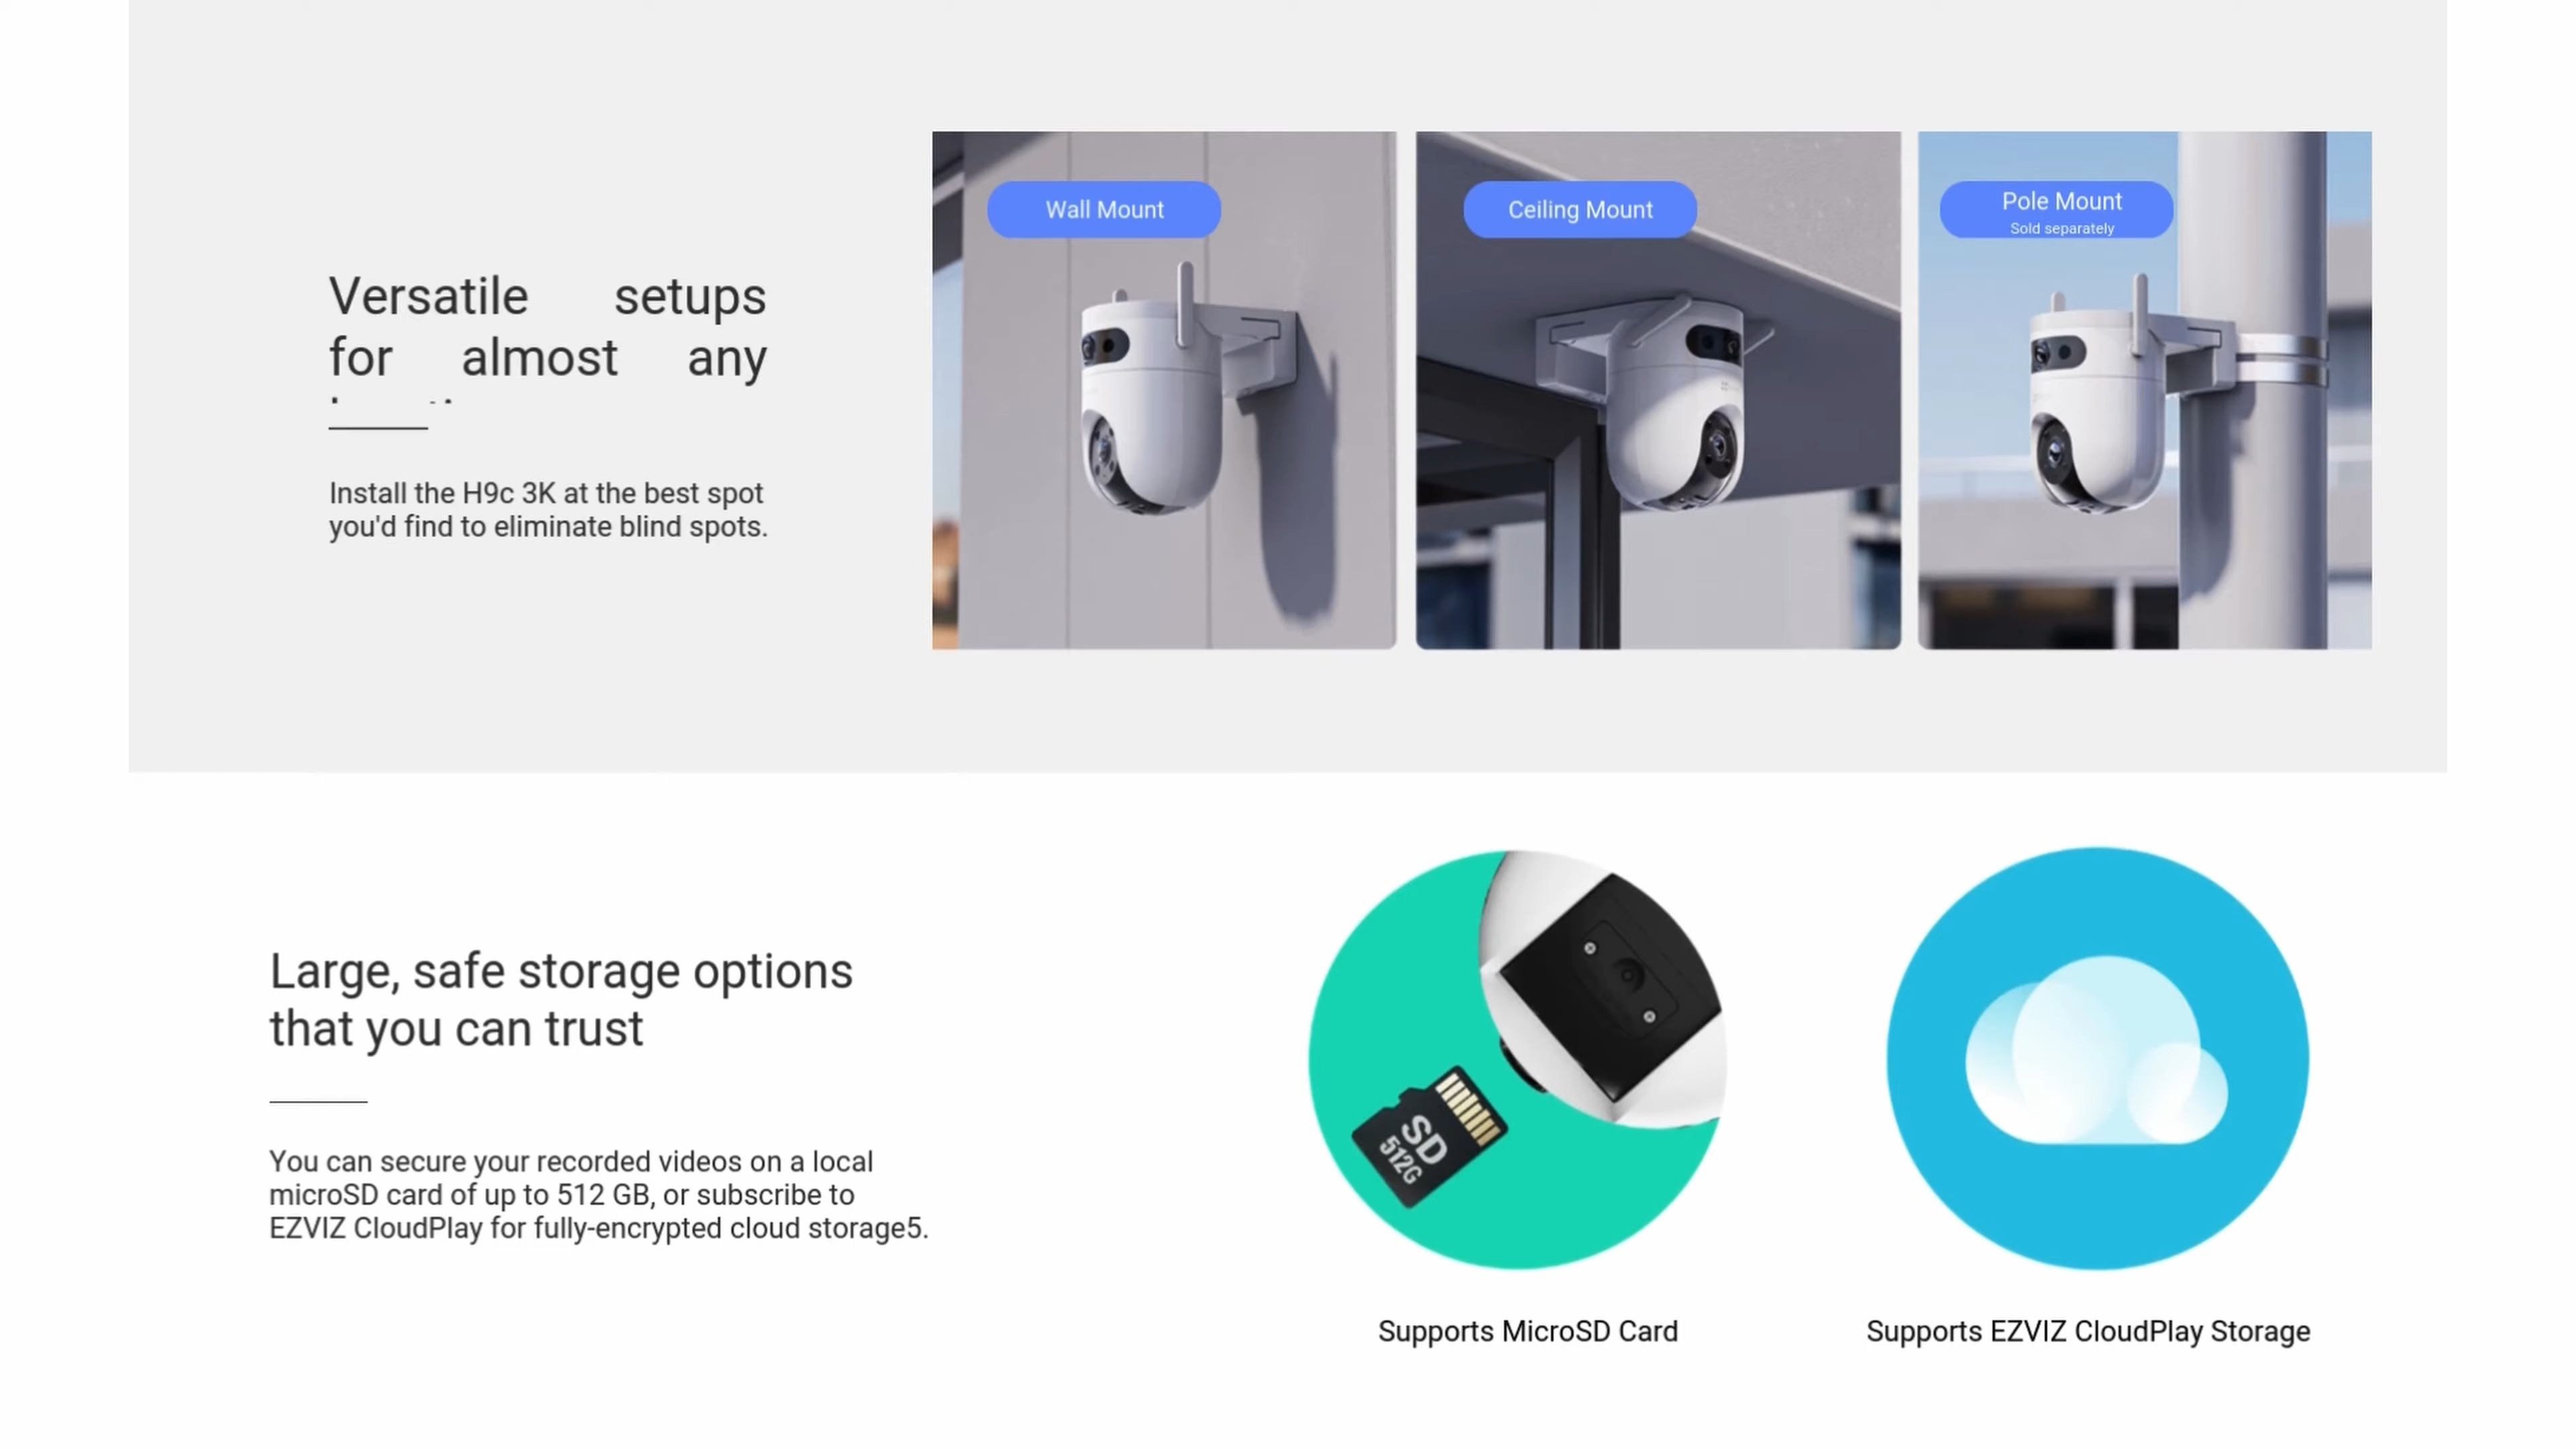 Versatile setups
for almost any
Install the H9c 3K at the best spot
you'd find to eliminate blind spots.
Wall Mount
Ceiling Mount
Pole Mount
Sold separately
Large, safe storage options
that you can trust
You can secure your recorded videos on a local
microSD card of up to 512 GB, or subscribe to
EZVIZ CloudPlay for fully-encrypted cloud storage5.
SD
512G
Supports MicroSD Card
Supports EZVIZ CloudPlay Storage